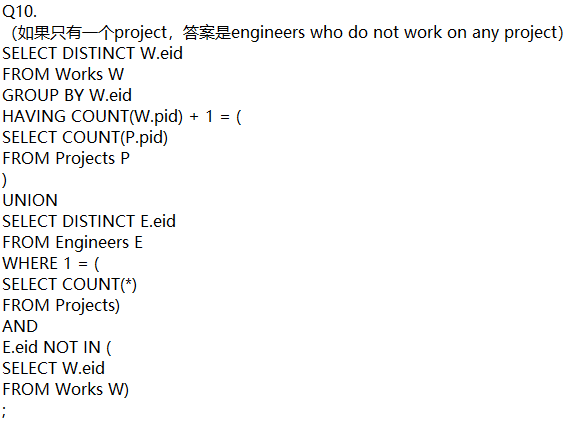 Q10.
（如果只有一个project，答案是engineers who do not work on any project）
SELECT DISTINCT W.eid
FROM Works W
GROUP BY W.eid
HAVING COUNT(W.pid) + 1 = (
SELECT COUNT(P.pid)
FROM Projects P
)
UNION
SELECT DISTINCT E.eid
FROM Engineers E
WHERE 1 = (
SELECT COUNT(*)
FROM Projects)
AND
E.eid NOT IN (
SELECT W.eid
FROM Works W)
;